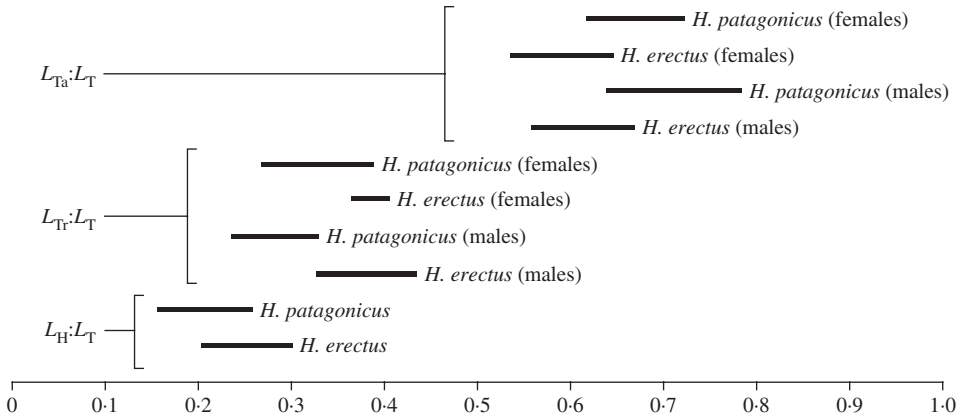 H. patagonicus (females)
H. erectus (females)
L_Ta:L_T
H. patagonicus (males)
H. erectus (males)
H. patagonicus (females)
H. erectus (females)
L_Tr:L_T
H. patagonicus (males)
H. erectus (males)
H. patagonicus
L_H:L_T
H. erectus
0 0·1 0·2 0·3 0·4 0·5 0·6 0·7 0·8 0·9 1·0